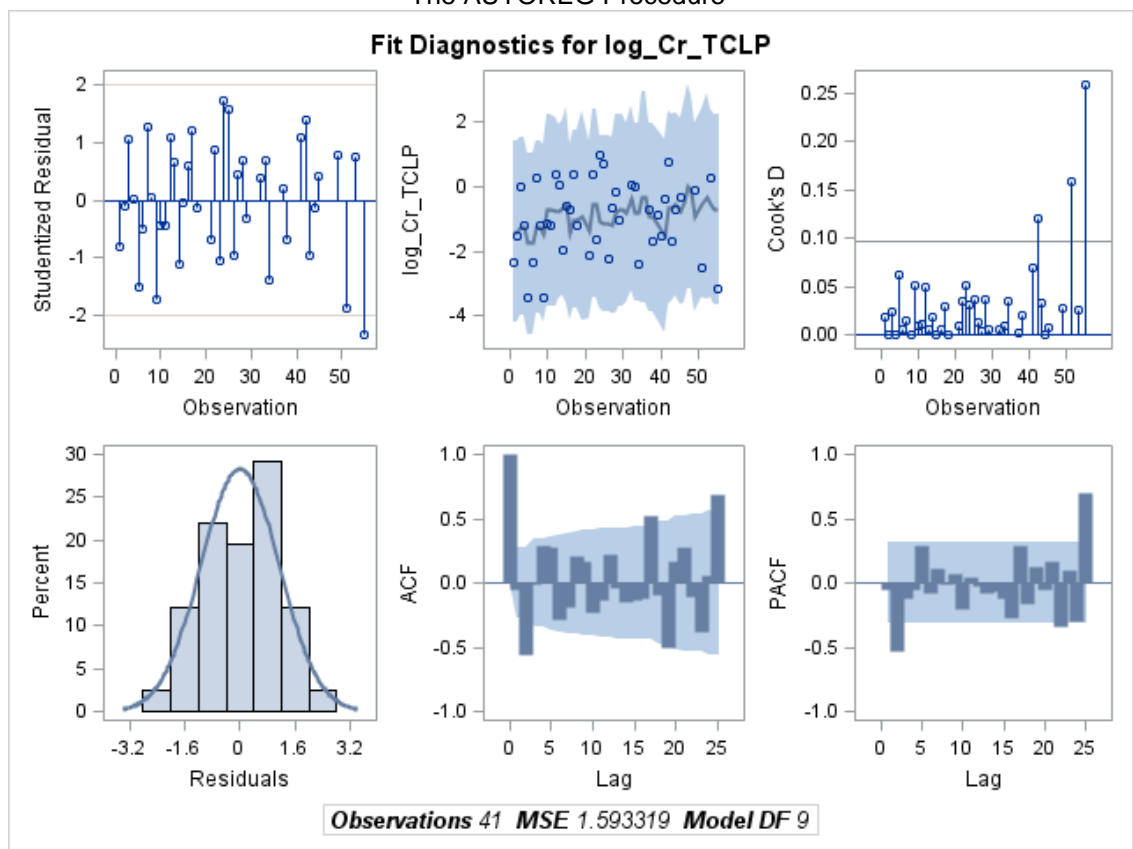 The AUTOREG Procedure
Fit Diagnostics for log_Cr_TCLP
Studentized Residual
2
1
0
-1
-2
0 10 20 30 40 50
Observation
log_Cr_TCLP
2
0
-2
-4
0 10 20 30 40 50
Observation
Cook's D
0.25
0.20
0.15
0.10
0.05
0.00
0 10 20 30 40 50
Observation
Percent
30
25
20
15
10
5
0
-3.2 -1.6 0 1.6 3.2
Residuals
ACF
1.0
0.5
0.0
-0.5
-1.0
0 5 10 15 20 25
Lag
PACF
1.0
0.5
0.0
-0.5
-1.0
0 5 10 15 20 25
Lag
Observations 41 MSE 1.593319 Model DF 9